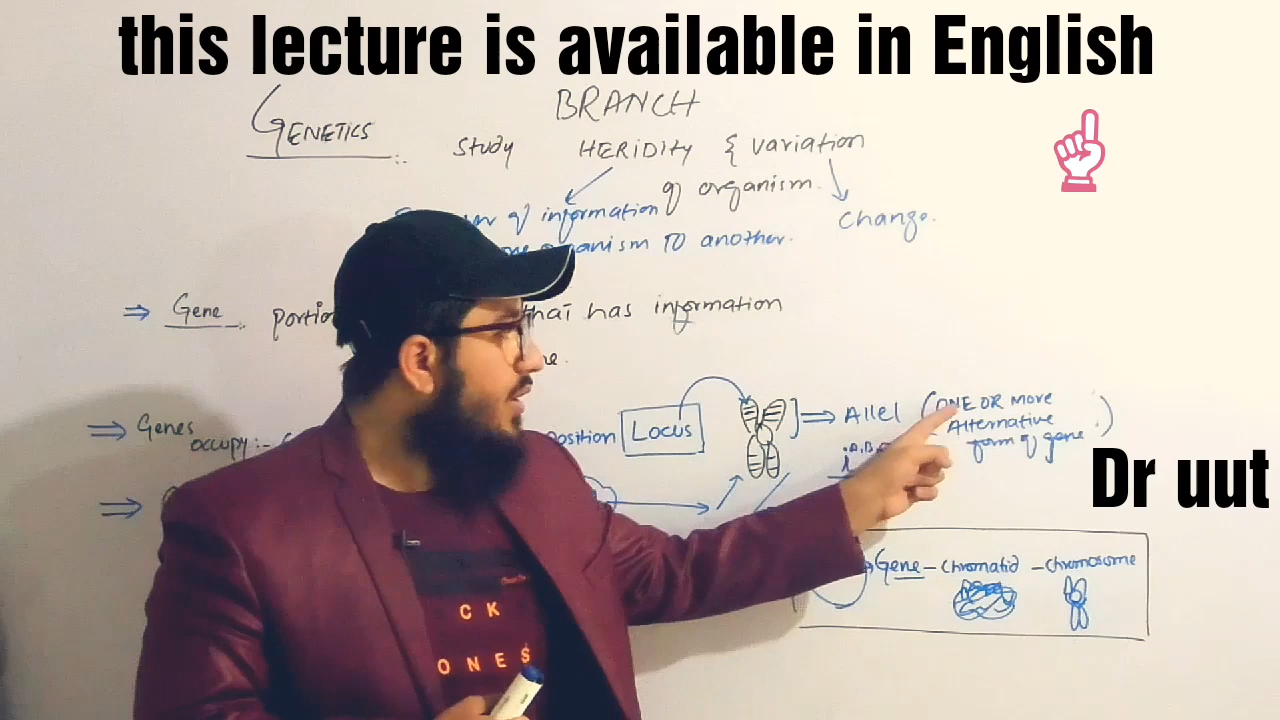 this lecture is available in English
BRANCH
GENETICS study HERIDITY & variation
of organism.
of information change.
organism TO another.
⇒ Gene that has information
⇒ Genes occupy:- position Locus ⇒ Allel (ONE OR MORE
Alternative
form of gene.)
Dr uut
Gene - chromatid - chromosome
C K
O N E S